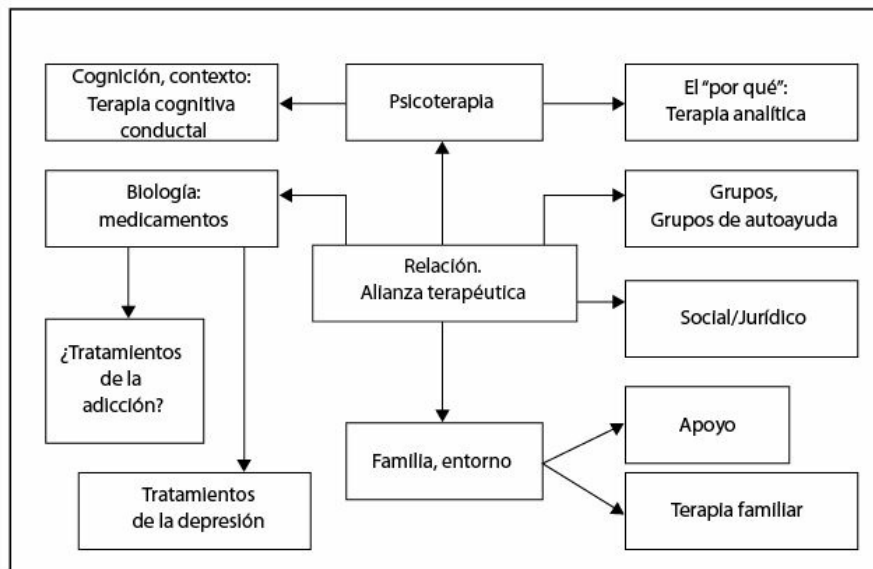 Cognición, contexto:
Terapia cognitiva
conductal
Psicoterapia
El “por qué”:
Terapia analítica
Biología:
medicamentos
Grupos,
Grupos de autoayuda
Relación.
Alianza terapéutica
Social/Jurídico
¿Tratamientos
de la
adicción?
Familia, entorno
Apoyo
Tratamientos
de la depresión
Terapia familiar